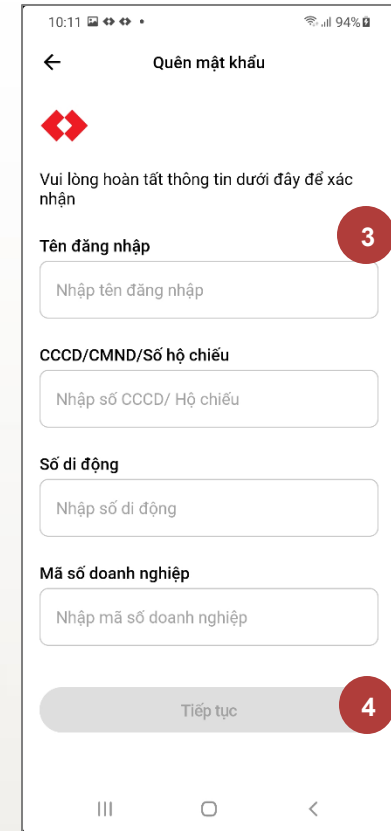 10:11 94%
Quên mật khẩu
Vui lòng hoàn tất thông tin dưới đây để xác
nhận
3
Tên đăng nhập
Nhập tên đăng nhập
CCCD/CMND/Số hộ chiếu
Nhập số CCCD/ Hộ chiếu
Số di động
Nhập số di động
Mã số doanh nghiệp
Nhập mã số doanh nghiệp
Tiếp tục 4